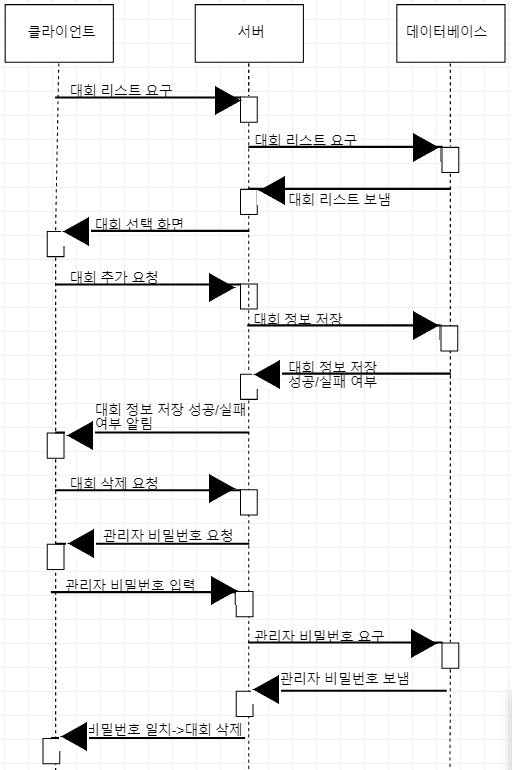 클라이언트
서버
데이터베이스
대회 리스트 요구
대회 리스트 요구
대회 리스트 보냄
대회 선택 화면
대회 추가 요청
대회 정보 저장
대회 정보 저장
성공/실패 여부
대회 정보 저장 성공/실패
여부 알림
대회 삭제 요청
관리자 비밀번호 요청
관리자 비밀번호 입력
관리자 비밀번호 요구
관리자 비밀번호 보냄
비밀번호 일치->대회 삭제